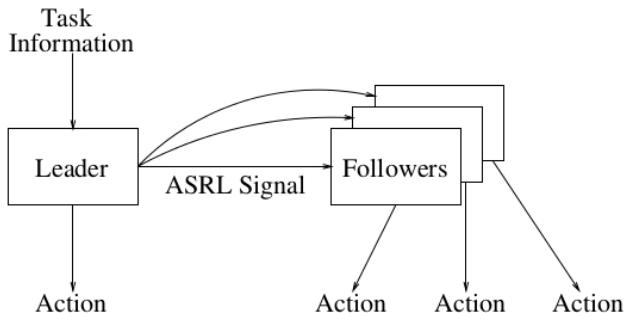 Task
Information
Leader
Followers
ASRL Signal
Action
Action
Action
Action